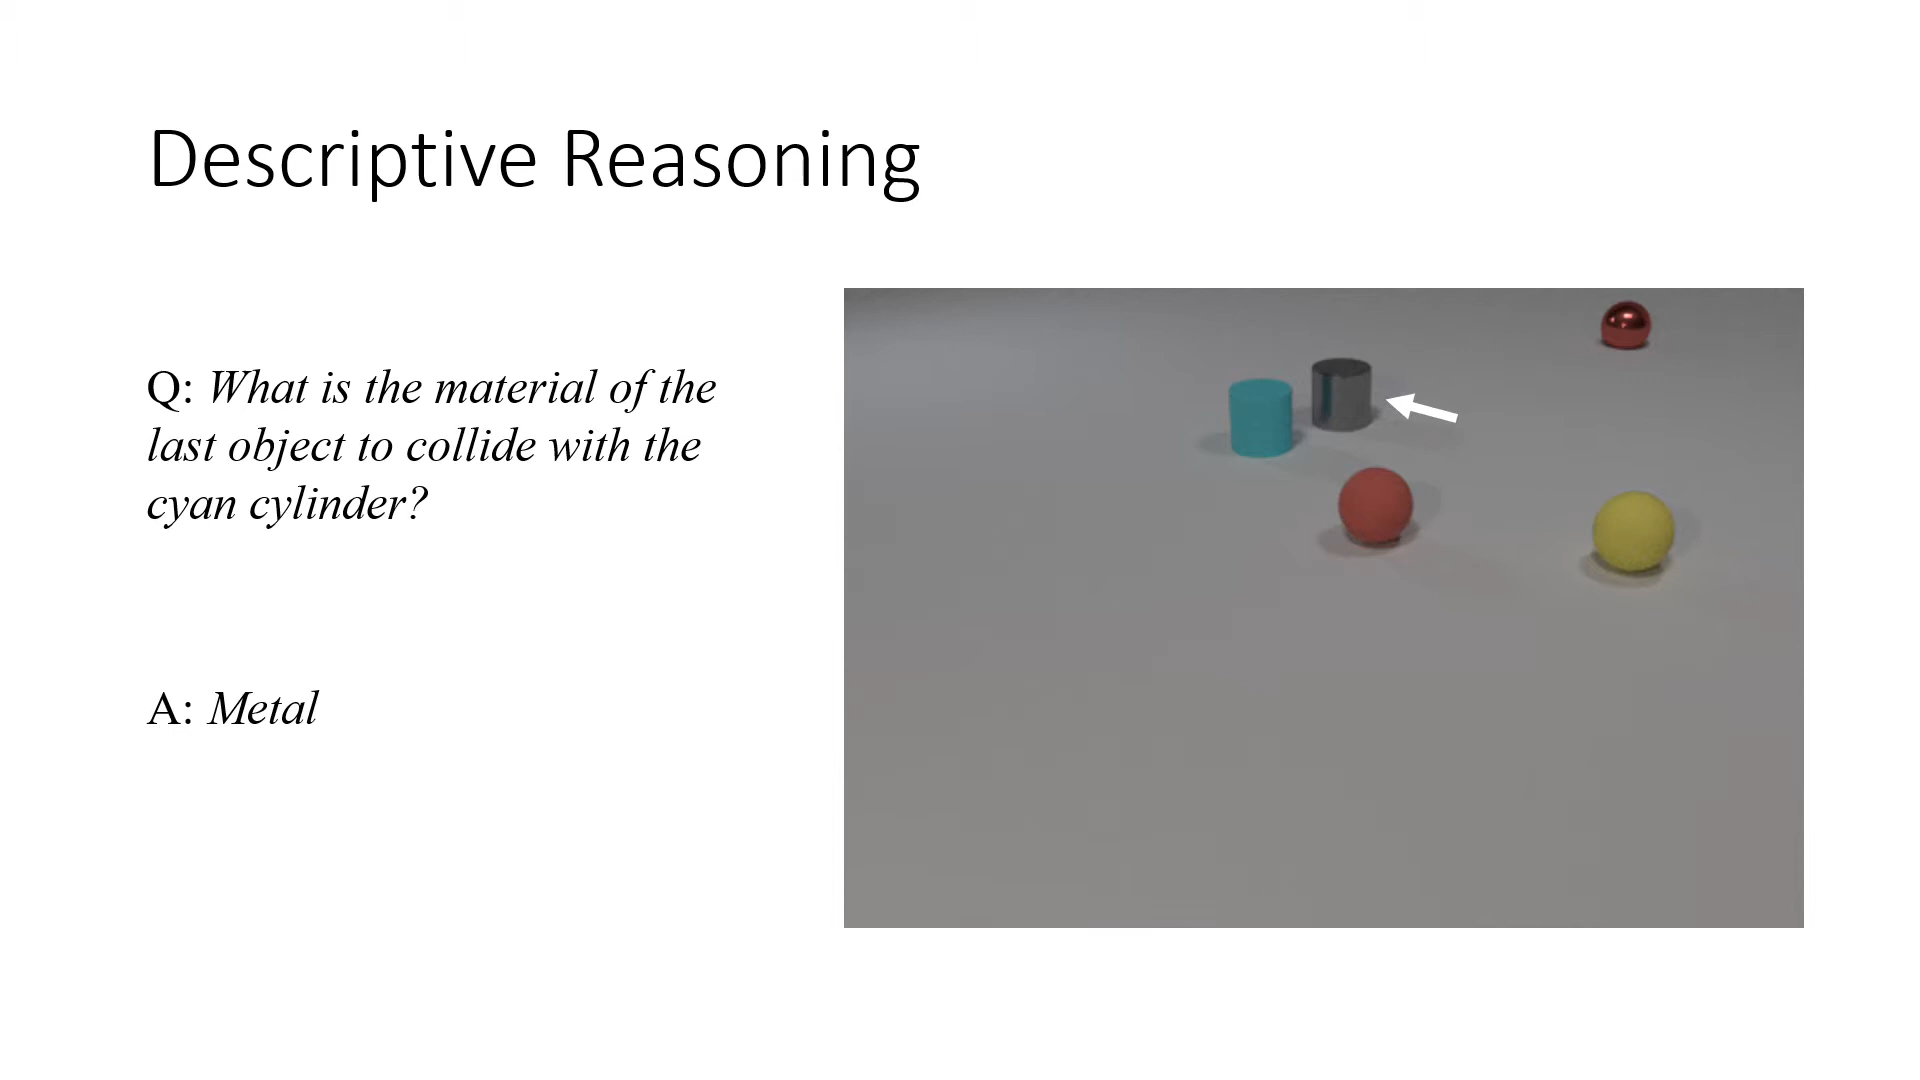 Descriptive Reasoning
Q: What is the material of the
last object to collide with the
cyan cylinder?
A: Metal